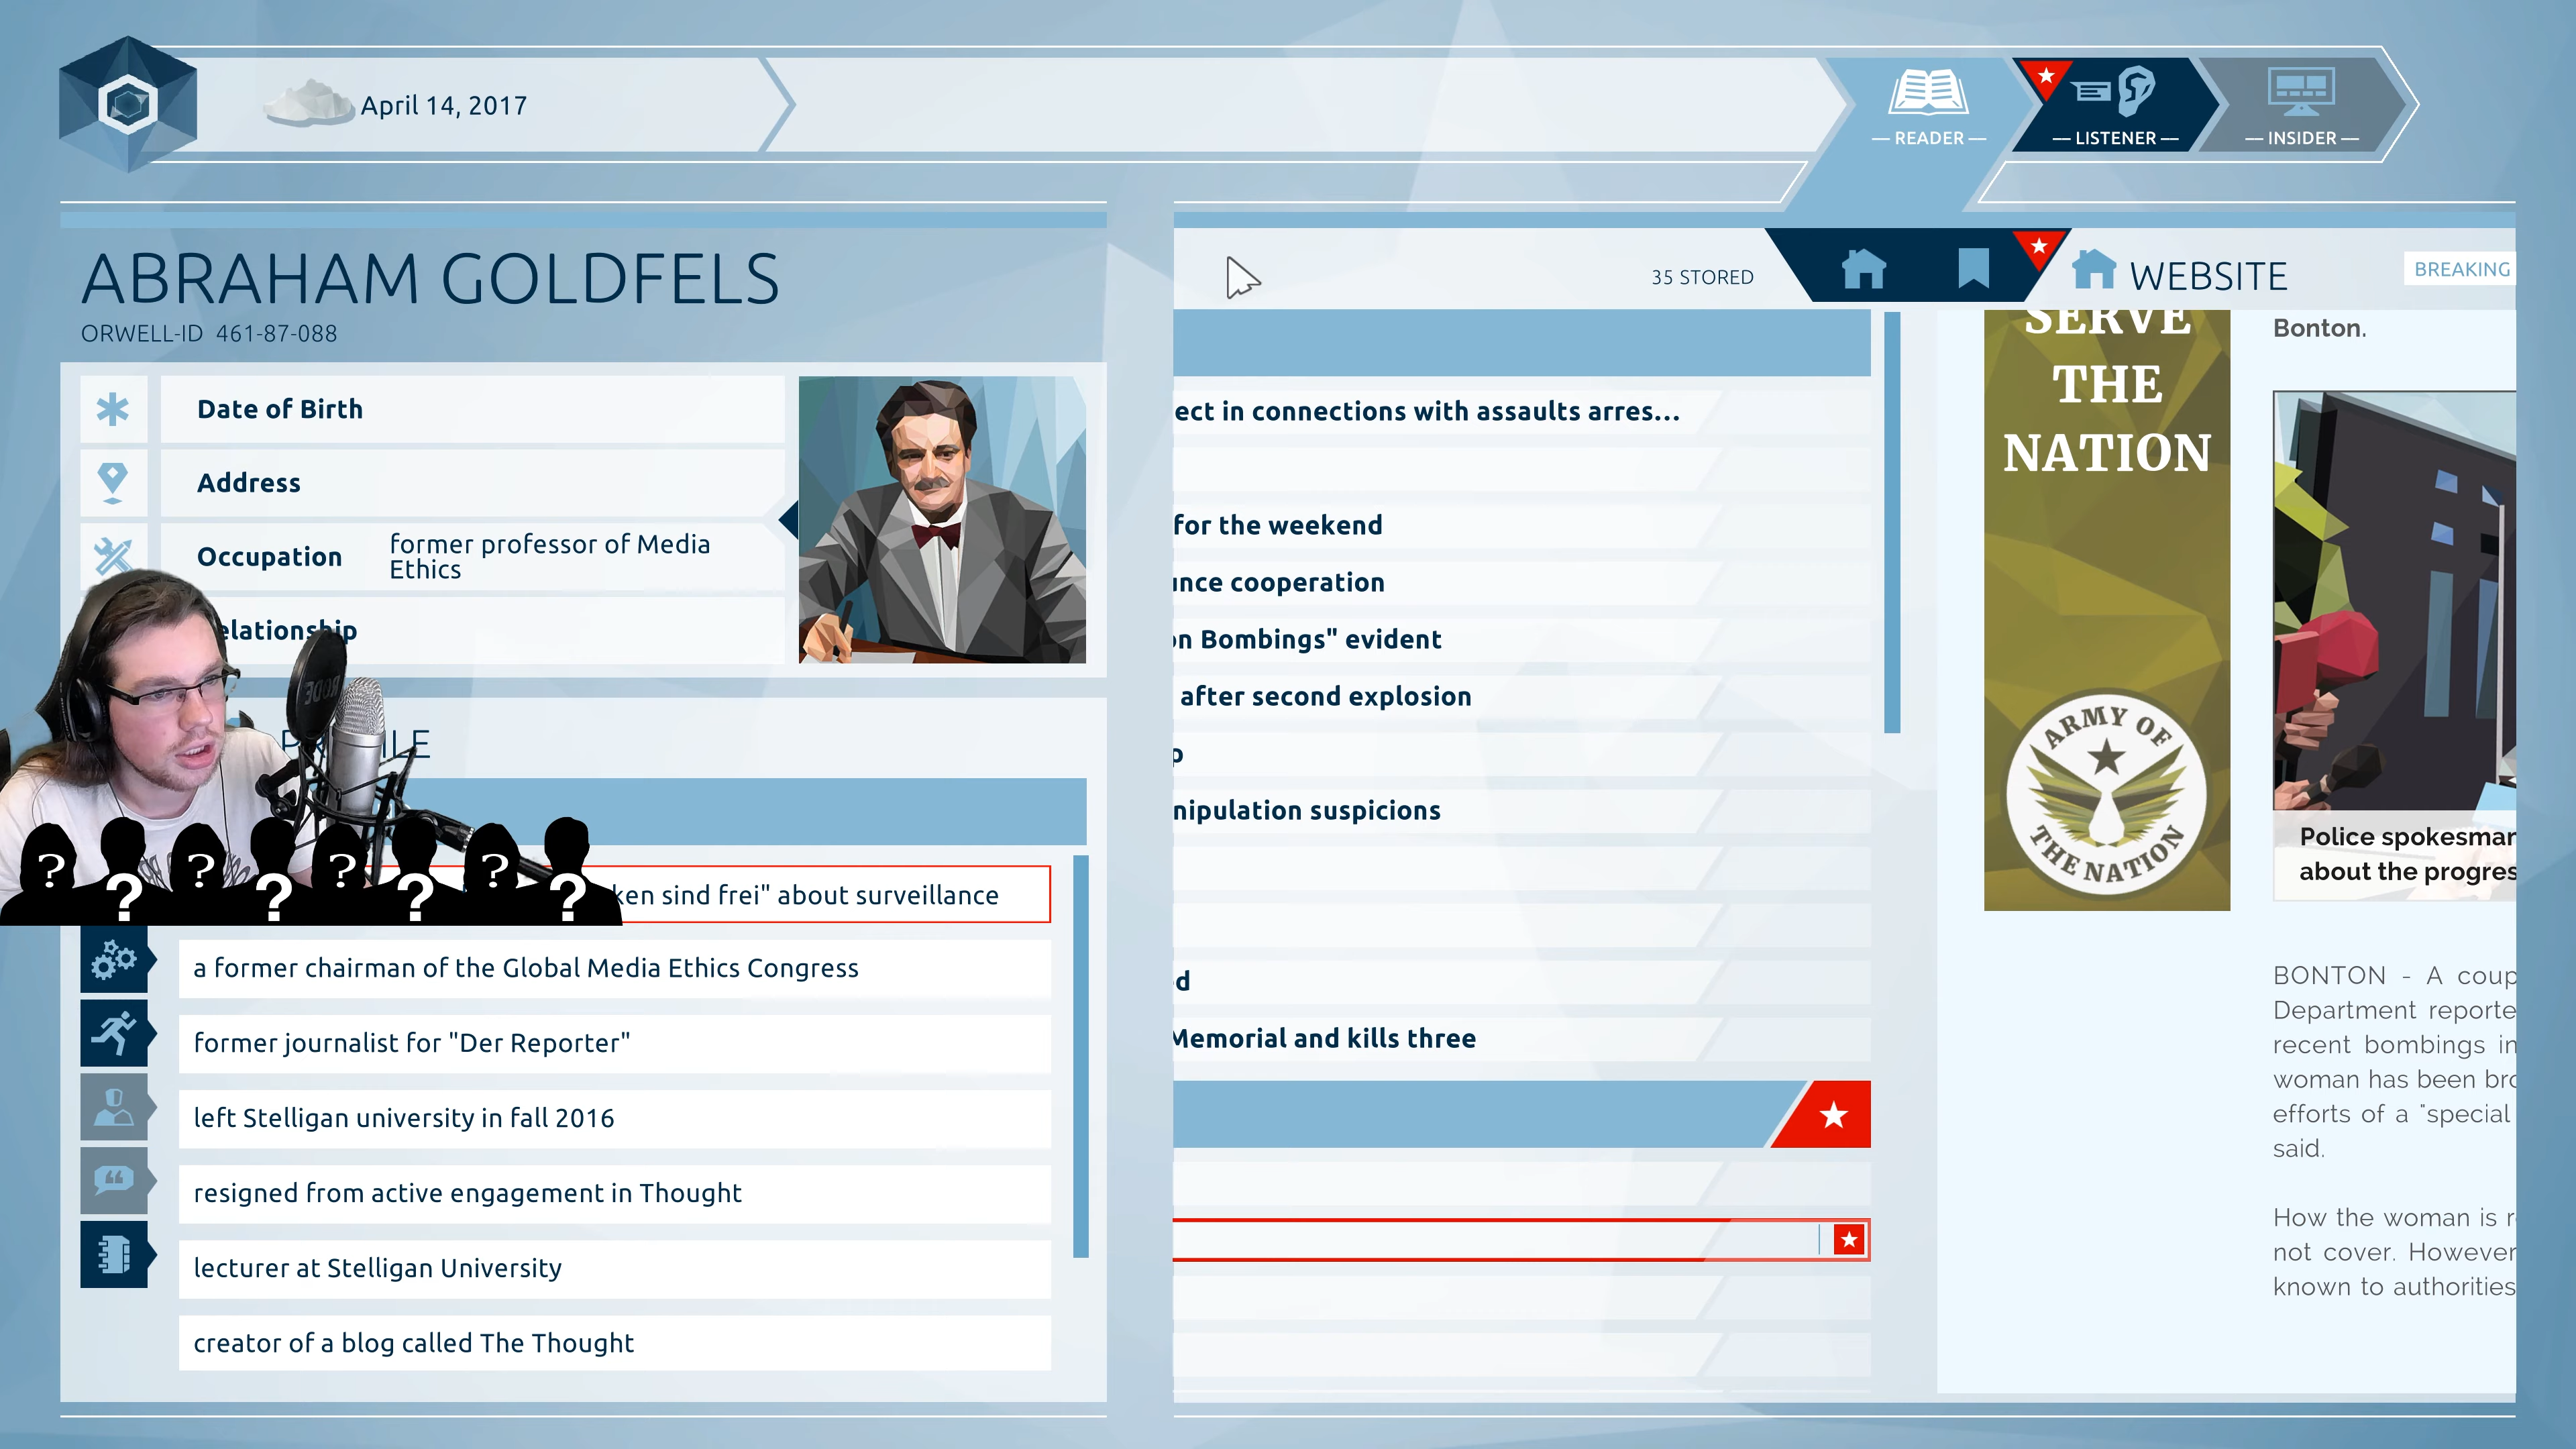 April 14, 2017
READER
LISTENER
INSIDER
ABRAHAM GOLDFELS
ORWELL-ID 461-87-088
Date of Birth
Address
Occupation
former professor of Media
Ethics
elationship
RODE
sind frei" about surveillance
a former chairman of the Global Media Ethics Congress
former journalist for "Der Reporter"
left Stelligan university in fall 2016
resigned from active engagement in Thought
lecturer at Stelligan University
creator of a blog called The Thought
35 STORED
ect in connections with assaults arres...
for the weekend
nce cooperation
on Bombings" evident
after second explosion
p
nipulation suspicions
d
Memorial and kills three
WEBSITE
BREAKING
SERVE
THE
NATION
ARMY OF
THE NATION
Bonton.
Police spokesman
about the progres
BONTON - A coup
Department reporte
recent bombings in
woman has been bro
efforts of a "special
said.
How the woman is r
not cover. However
known to authorities
? ? ? ? ? ? ? ?